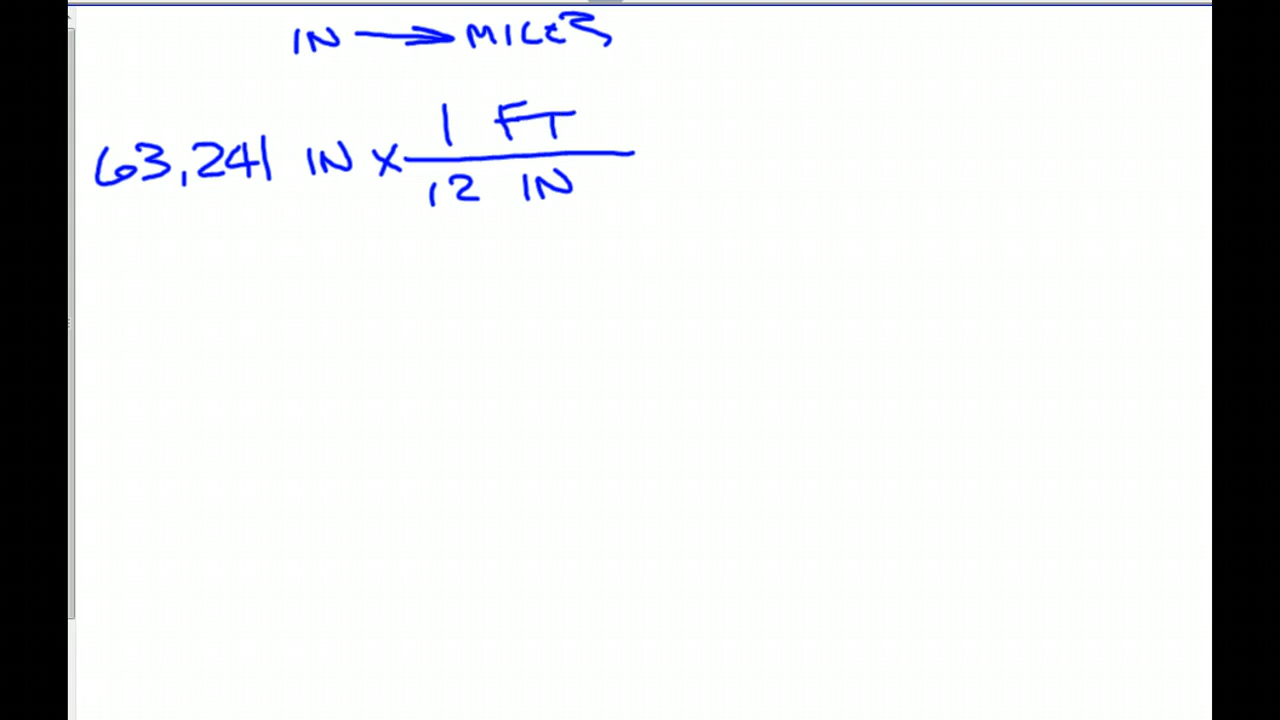 IN → MILES
63,241 IN x 1 FT
12 IN